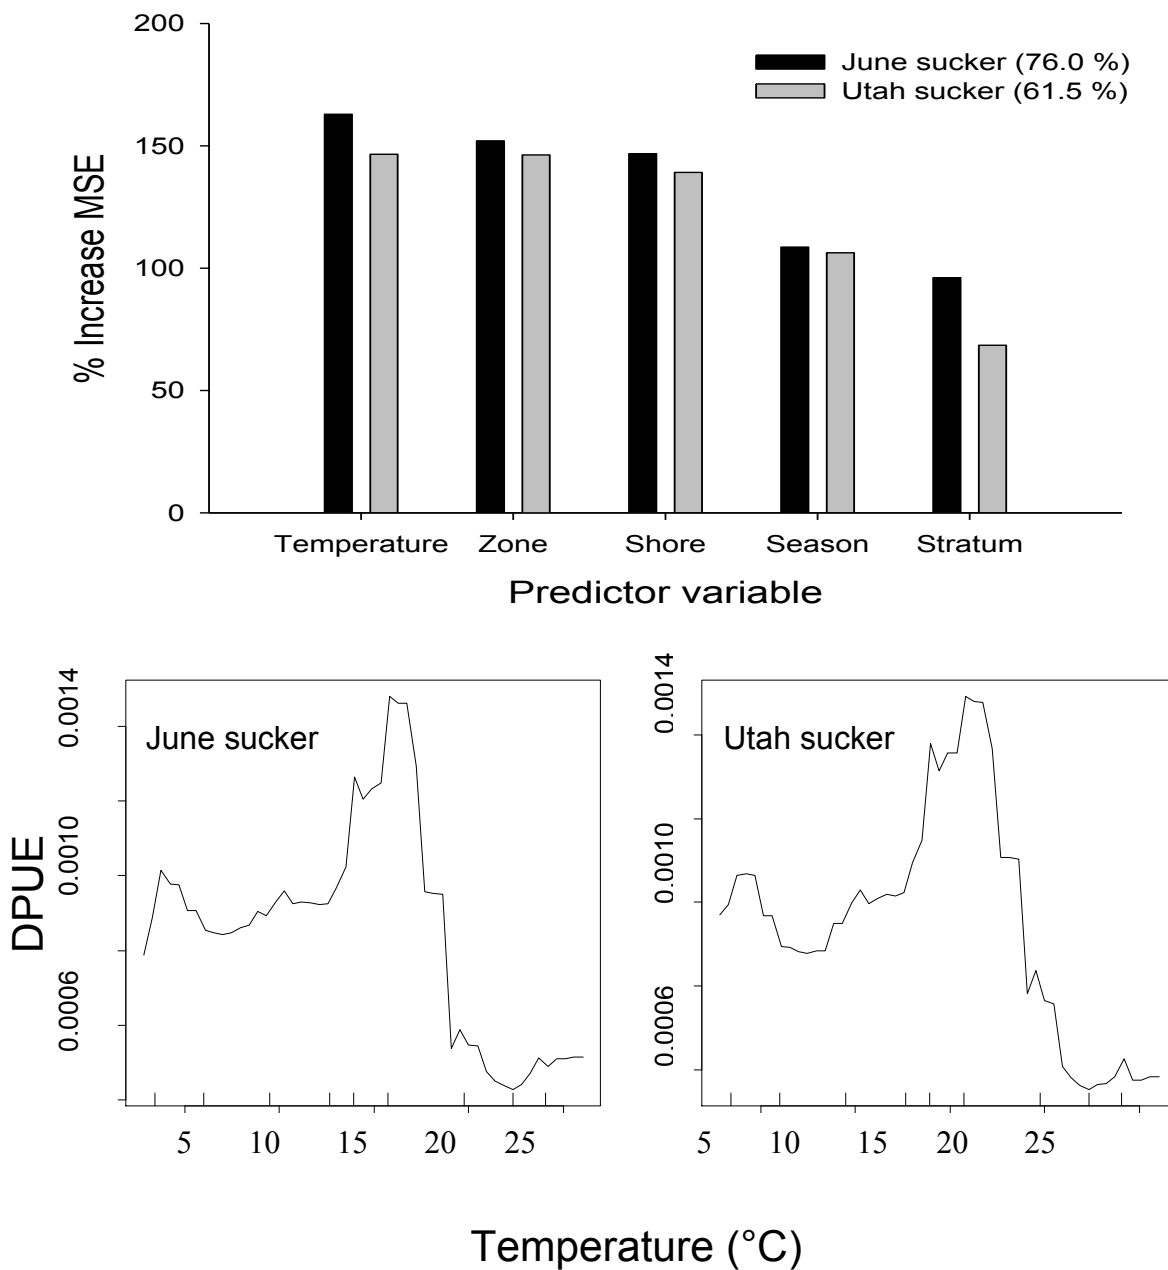 200
150
100
50
0
% Increase MSE
June sucker (76.0 %)
Utah sucker (61.5 %)
Temperature Zone Shore Season Stratum
Predictor variable
DPUE
0.0014
0.0010
0.0006
June sucker
5 10 15 20 25
0.0014
0.0010
0.0006
Utah sucker
5 10 15 20 25
Temperature (°C)